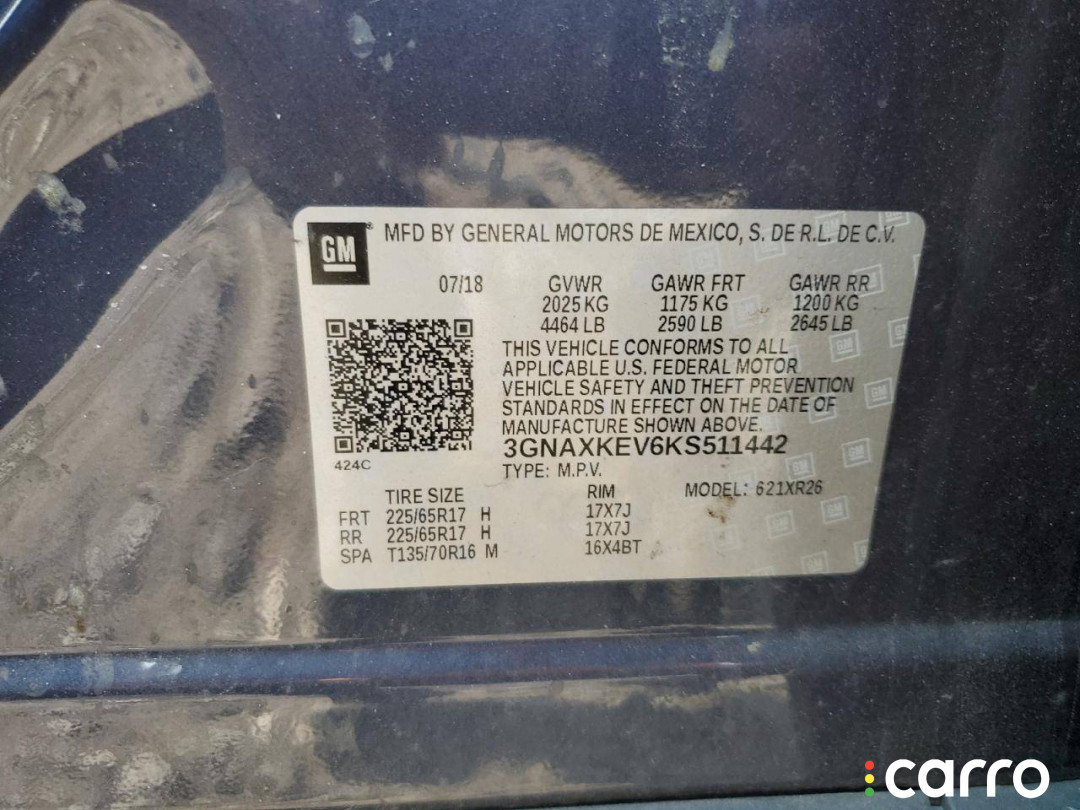 GM
MFD BY GENERAL MOTORS DE MEXICO, S. DE R.L. DE C.V.
07/18 GVWR GAWR FRT GAWR RR
2025 KG 1175 KG 1200 KG
4464 LB 2590 LB 2645 LB
THIS VEHICLE CONFORMS TO ALL
APPLICABLE U.S. FEDERAL MOTOR
VEHICLE SAFETY AND THEFT PREVENTION
STANDARDS IN EFFECT ON THE DATE OF
MANUFACTURE SHOWN ABOVE.
3GNAXKEV6KS511442
424C
TYPE: M.P.V.
TIRE SIZE RIM MODEL: 621XR26
FRT 225/65R17 H 17X7J
RR 225/65R17 H 17X7J
SPA T135/70R16 M 16X4BT
carro